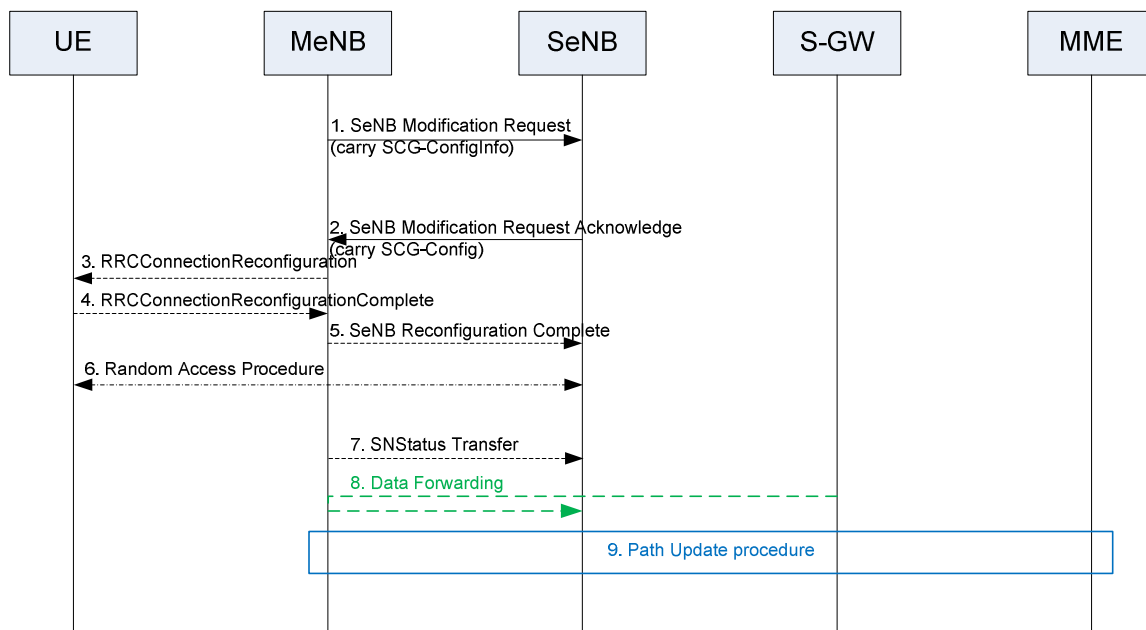 UE
MeNB
SeNB
S-GW
MME
1. SeNB Modification Request
(carry SCG-ConfigInfo)
2. SeNB Modification Request Acknowledge
(carry SCG-Config)
3. RRCConnectionReconfiguration
4. RRCConnectionReconfigurationComplete
5. SeNB Reconfiguration Complete
6. Random Access Procedure
7. SNStatus Transfer
8. Data Forwarding
9. Path Update procedure